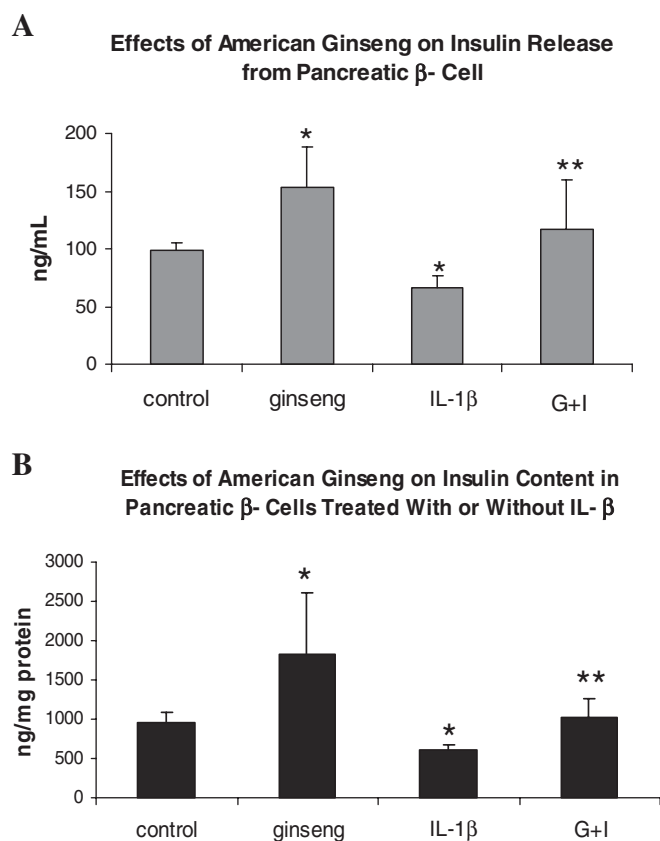 A
Effects of American Ginseng on Insulin Release
from Pancreatic β- Cell
ng/mL
200
150
100
50
0
*
*
**
control ginseng IL-1β G+I
B
Effects of American Ginseng on Insulin Content in
Pancreatic β- Cells Treated With or Without IL- β
ng/mg protein
3000
2500
2000
1500
1000
500
0
*
*
**
control ginseng IL-1β G+I